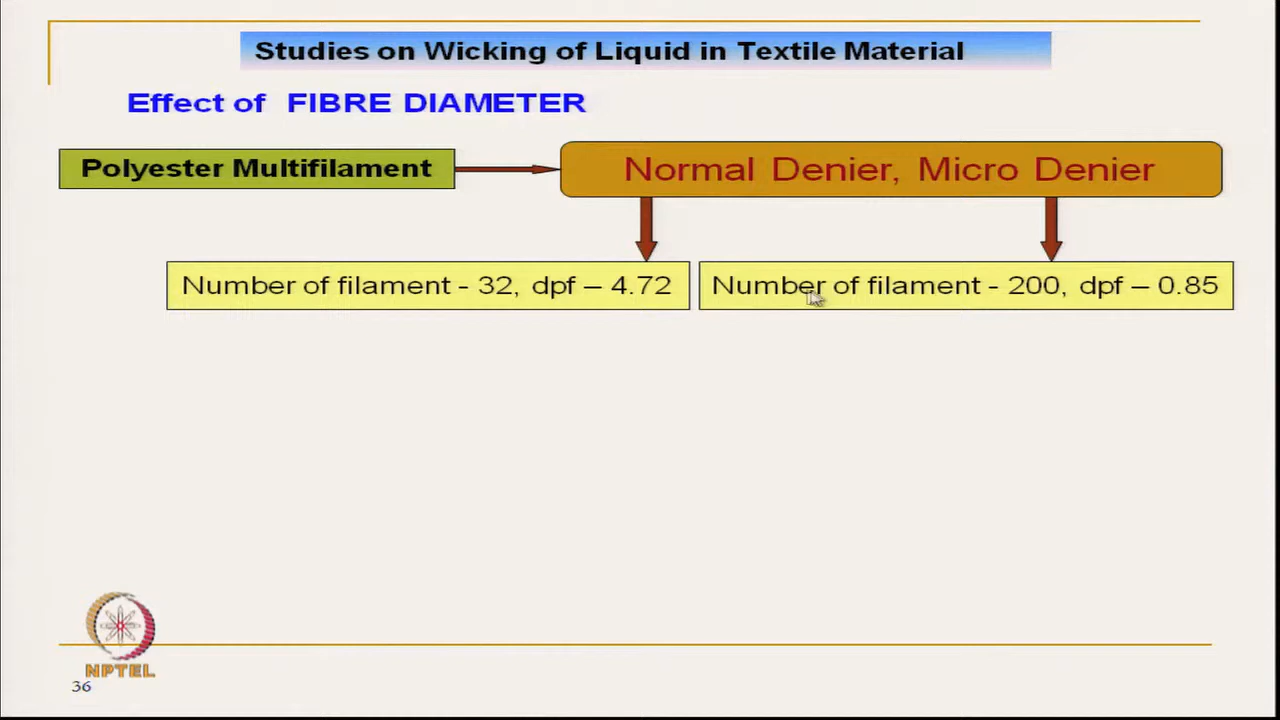 Studies on Wicking of Liquid in Textile Material
Effect of FIBRE DIAMETER
Polyester Multifilament
Normal Denier, Micro Denier
Number of filament - 32, dpf – 4.72
Number of filament - 200, dpf – 0.85
NPTEL
36